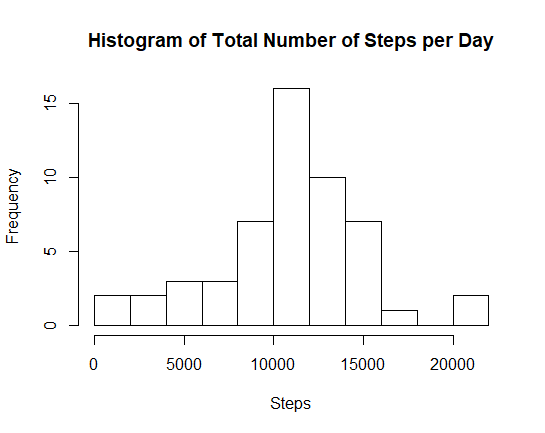 Histogram of Total Number of Steps per Day
Frequency
15
10
5
0
0 5000 10000 15000 20000
Steps